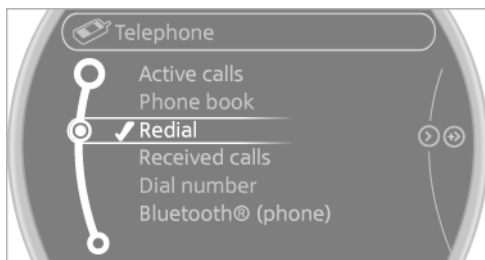 Telephone
Active calls
Phone book
Redial
Received calls
Dial number
Bluetooth® (phone)